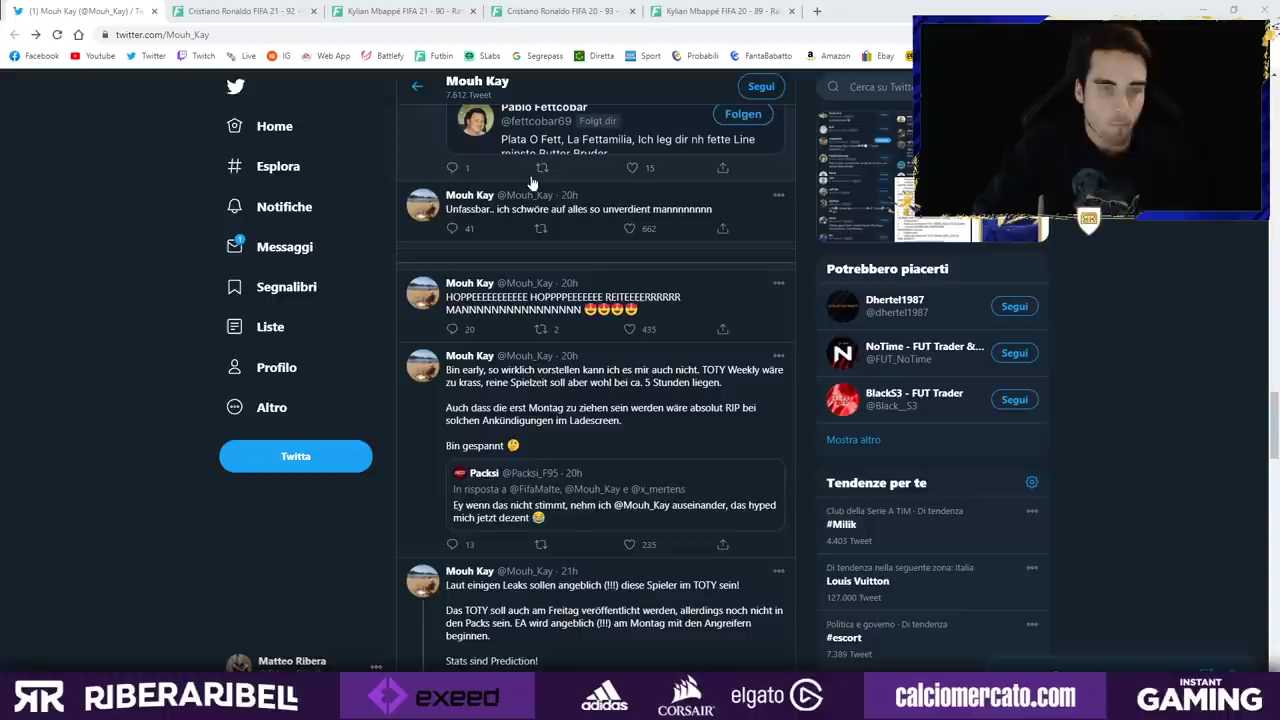 (1) Mouh Kay (@Mouh_Kay) / Tw
Cristiano Ronaldo FIFA 21 - 92 -
Kylian Mbappé FIFA 21 - 90 - Rat
Cristiano Ronaldo FIFA 20 - 93 -
Kylian Mbappé FIFA 20 - 89 - Rat
twitter.com/Mouh_Kay
Facebook
Youtube
Twitter
Twitch
Live
IG
Web App
Battlefy
Futbin
SLabs
Segrepass
Diretta
Sky
Probabili
FantaBabatto
Amazon
Ebay
Mouh Kay
7.612 Tweet
Segui
Cerca su Twitt
Home
Esplora
Notifiche
Messaggi
Segnalibri
Liste
Profilo
Altro
Twitta
Matteo Ribera
Pablo Fettcobar
@fettcobar93 Folgt dir
Folgen
Plata O Fett, La Fettamilia, Ich leg dir nh fette Line
Mouh Kay @Mouh_Kay · 20h
Unfassbar.. ich schwöre auf alles so unverdient mannnnnn
Mouh Kay @Mouh_Kay · 20h
MANNNNNNNNNNNNNNN 😍😍😍😍
20
2
435
Mouh Kay @Mouh_Kay · 20h
Bin early, so wirklich vorstellen kann ich es mir auch nicht. TOTY Weekly wäre
zu krass, reine Spielzeit soll aber wohl bei ca. 5 Stunden liegen.
Auch dass die erst Montag zu ziehen sein werden wäre absolut RIP bei
solchen Ankündigungen im Ladescreen.
Bin gespannt 🤔
Packsi @Packsi_F95 · 20h
In risposta a @FifaMalte, @Mouh_Kay e @x_mertens
Ey wenn das nicht stimmt, nehm ich @Mouh_Kay auseinander, das hyped
mich jetzt dezent 😅
13
235
Mouh Kay @Mouh_Kay · 21h
Laut einigen Leaks sollen angeblich (!!!) diese Spieler im TOTY sein!
Das TOTY soll auch am Freitag veröffentlicht werden, allerdings noch nicht in
den Packs sein. EA wird angeblich (!!!) am Montag mit den Angreifern
beginnen.
Stats sind Prediction!
Potrebbero piacerti
Dhertel1987
@dhertel1987
Segui
NoTime - FUT Trader &...
@FUT_NoTime
Segui
BlackS3 - FUT Trader
@Black__S3
Segui
Mostra altro
Tendenze per te
Club della Serie A TIM · Di tendenza
#Milik
4.403 Tweet
Di tendenza nella seguente zona: Italia
Louis Vuitton
127.000 Tweet
Politica e governo · Di tendenza
#escort
7.389 Tweet
RIBERARIBELL
exeed
adidas
CORSAIR
elgato
calciomercato.com
INSTANT
GAMING